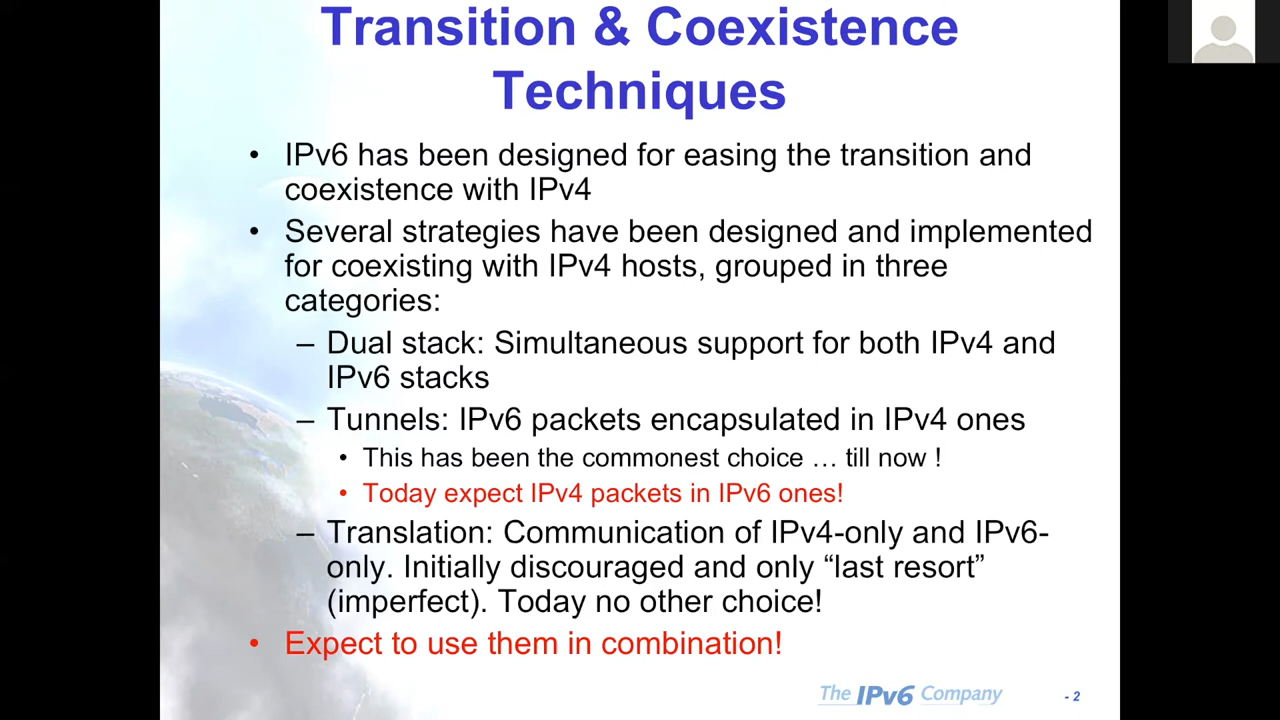 Transition & Coexistence
Techniques
• IPv6 has been designed for easing the transition and
coexistence with IPv4
• Several strategies have been designed and implemented
for coexisting with IPv4 hosts, grouped in three
categories:
– Dual stack: Simultaneous support for both IPv4 and
IPv6 stacks
– Tunnels: IPv6 packets encapsulated in IPv4 ones
• This has been the commonest choice … till now !
• Today expect IPv4 packets in IPv6 ones!
– Translation: Communication of IPv4-only and IPv6-
only. Initially discouraged and only “last resort”
(imperfect). Today no other choice!
• Expect to use them in combination!
The IPv6 Company
- 2